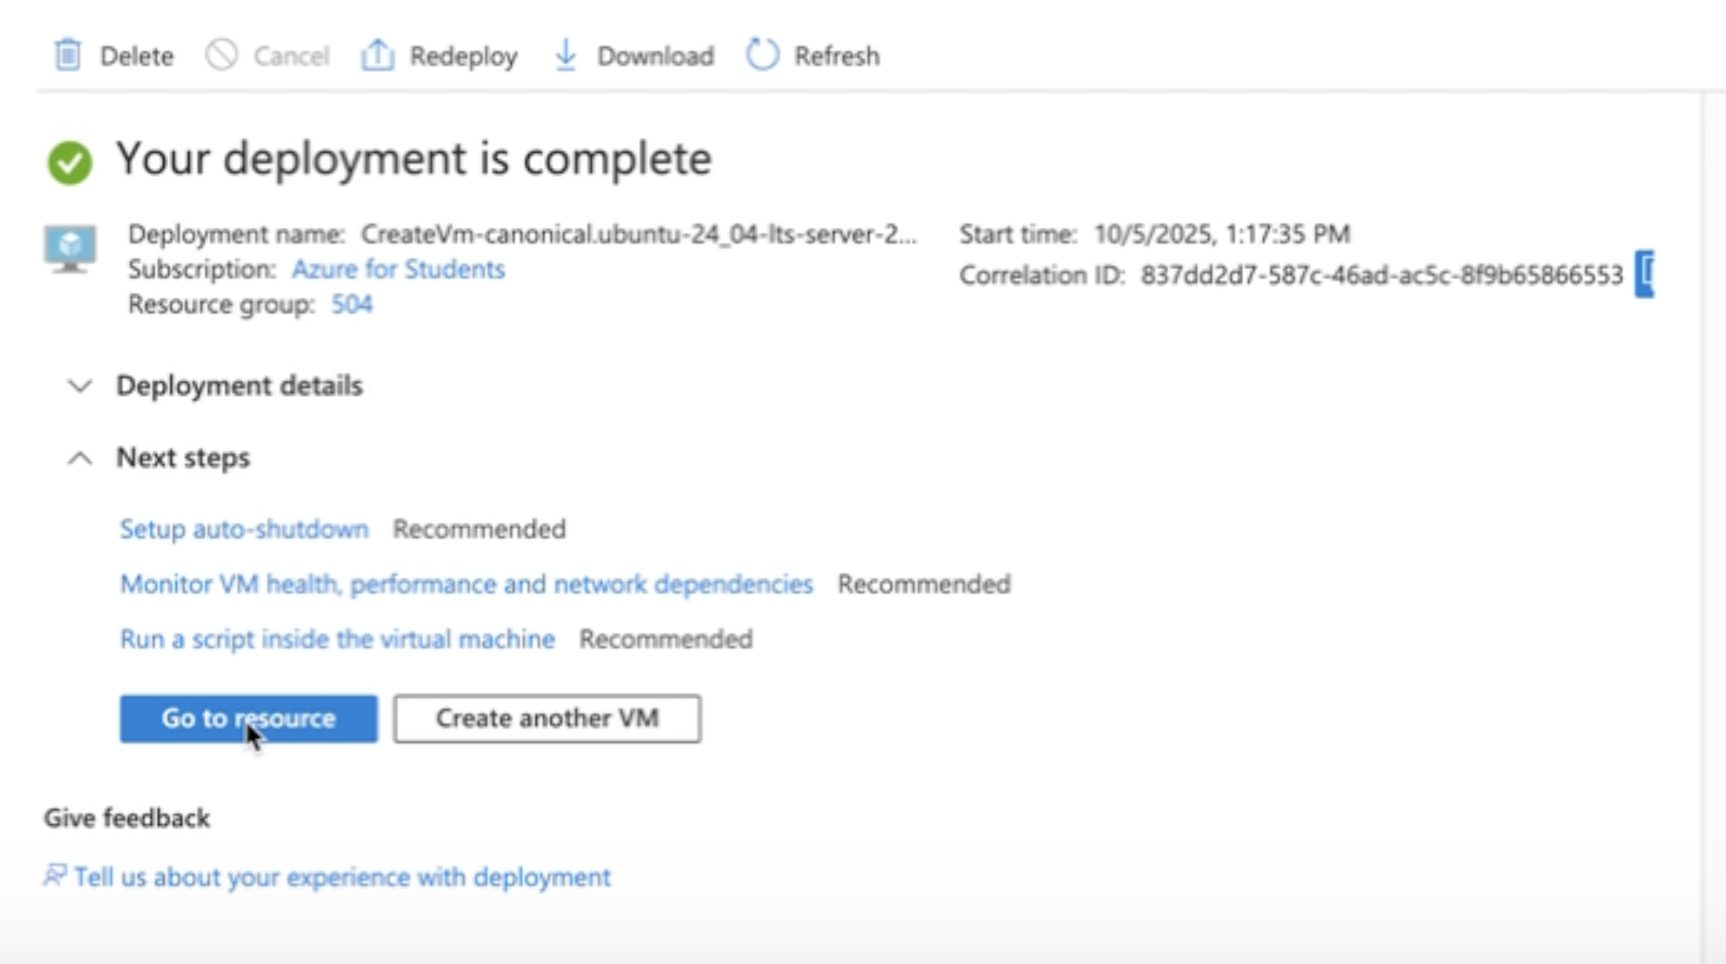 Delete Cancel Redeploy Download Refresh
Your deployment is complete
Deployment name: CreateVm-canonical.ubuntu-24_04-lts-server-2...
Subscription: Azure for Students
Resource group: 504
Start time: 10/5/2025, 1:17:35 PM
Correlation ID: 837dd2d7-587c-46ad-ac5c-8f9b65866553
Deployment details
Next steps
Setup auto-shutdown Recommended
Monitor VM health, performance and network dependencies Recommended
Run a script inside the virtual machine Recommended
Go to resource Create another VM
Give feedback
Tell us about your experience with deployment